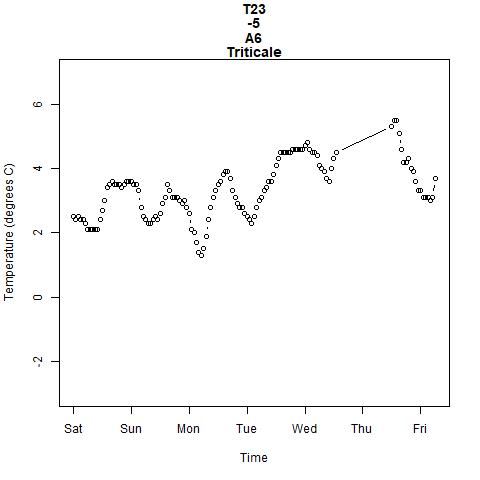 T23
-5
A6
Triticale
Temperature (degrees C)
6
4
2
0
-2
Sat Sun Mon Tue Wed Thu Fri
Time